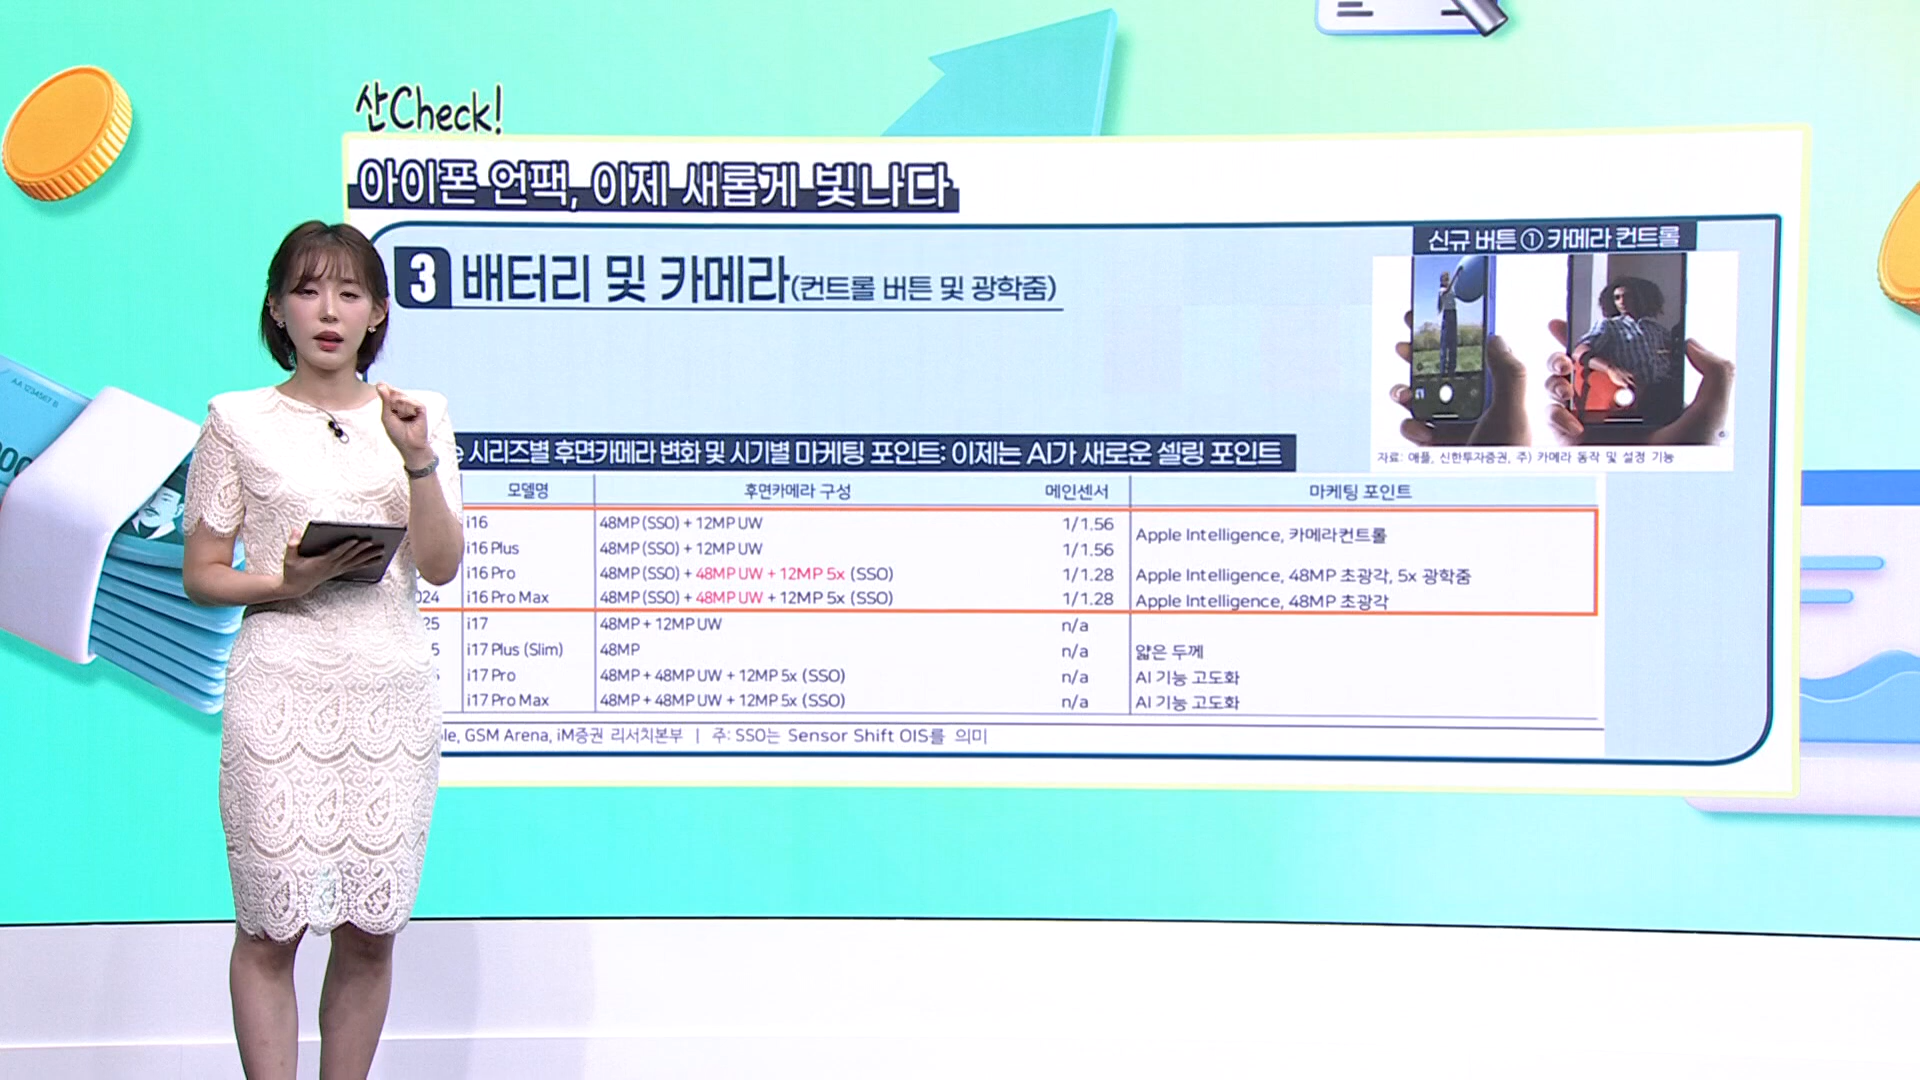 산Check!
아이폰 언팩, 이제 새롭게 빛나다
3 배터리 및 카메라(컨트롤 버튼 및 광학줌)
신규 버튼 ① 카메라 컨트롤
자료: 애플, 신한투자증권, 주) 카메라 동작 및 설정 기능
시리즈별 후면카메라 변화 및 시기별 마케팅 포인트: 이제는 AI가 새로운 셀링 포인트
모델명 후면카메라 구성 메인센서 마케팅 포인트
i16 48MP (SSO) + 12MP UW 1/1.56 Apple Intelligence, 카메라컨트롤
i16 Plus 48MP (SSO) + 12MP UW 1/1.56
i16 Pro 48MP (SSO) + 48MP UW + 12MP 5x (SSO) 1/1.28 Apple Intelligence, 48MP 초광각, 5x 광학줌
024 i16 Pro Max 48MP (SSO) + 48MP UW + 12MP 5x (SSO) 1/1.28 Apple Intelligence, 48MP 초광각
25 i17 48MP + 12MP UW n/a
5 i17 Plus (Slim) 48MP n/a 얇은 두께
i17 Pro 48MP + 48MP UW + 12MP 5x (SSO) n/a AI 기능 고도화
i17 Pro Max 48MP + 48MP UW + 12MP 5x (SSO) n/a AI 기능 고도화
le, GSM Arena, iM증권 리서치본부 | 주: SSO는 Sensor Shift OIS를 의미